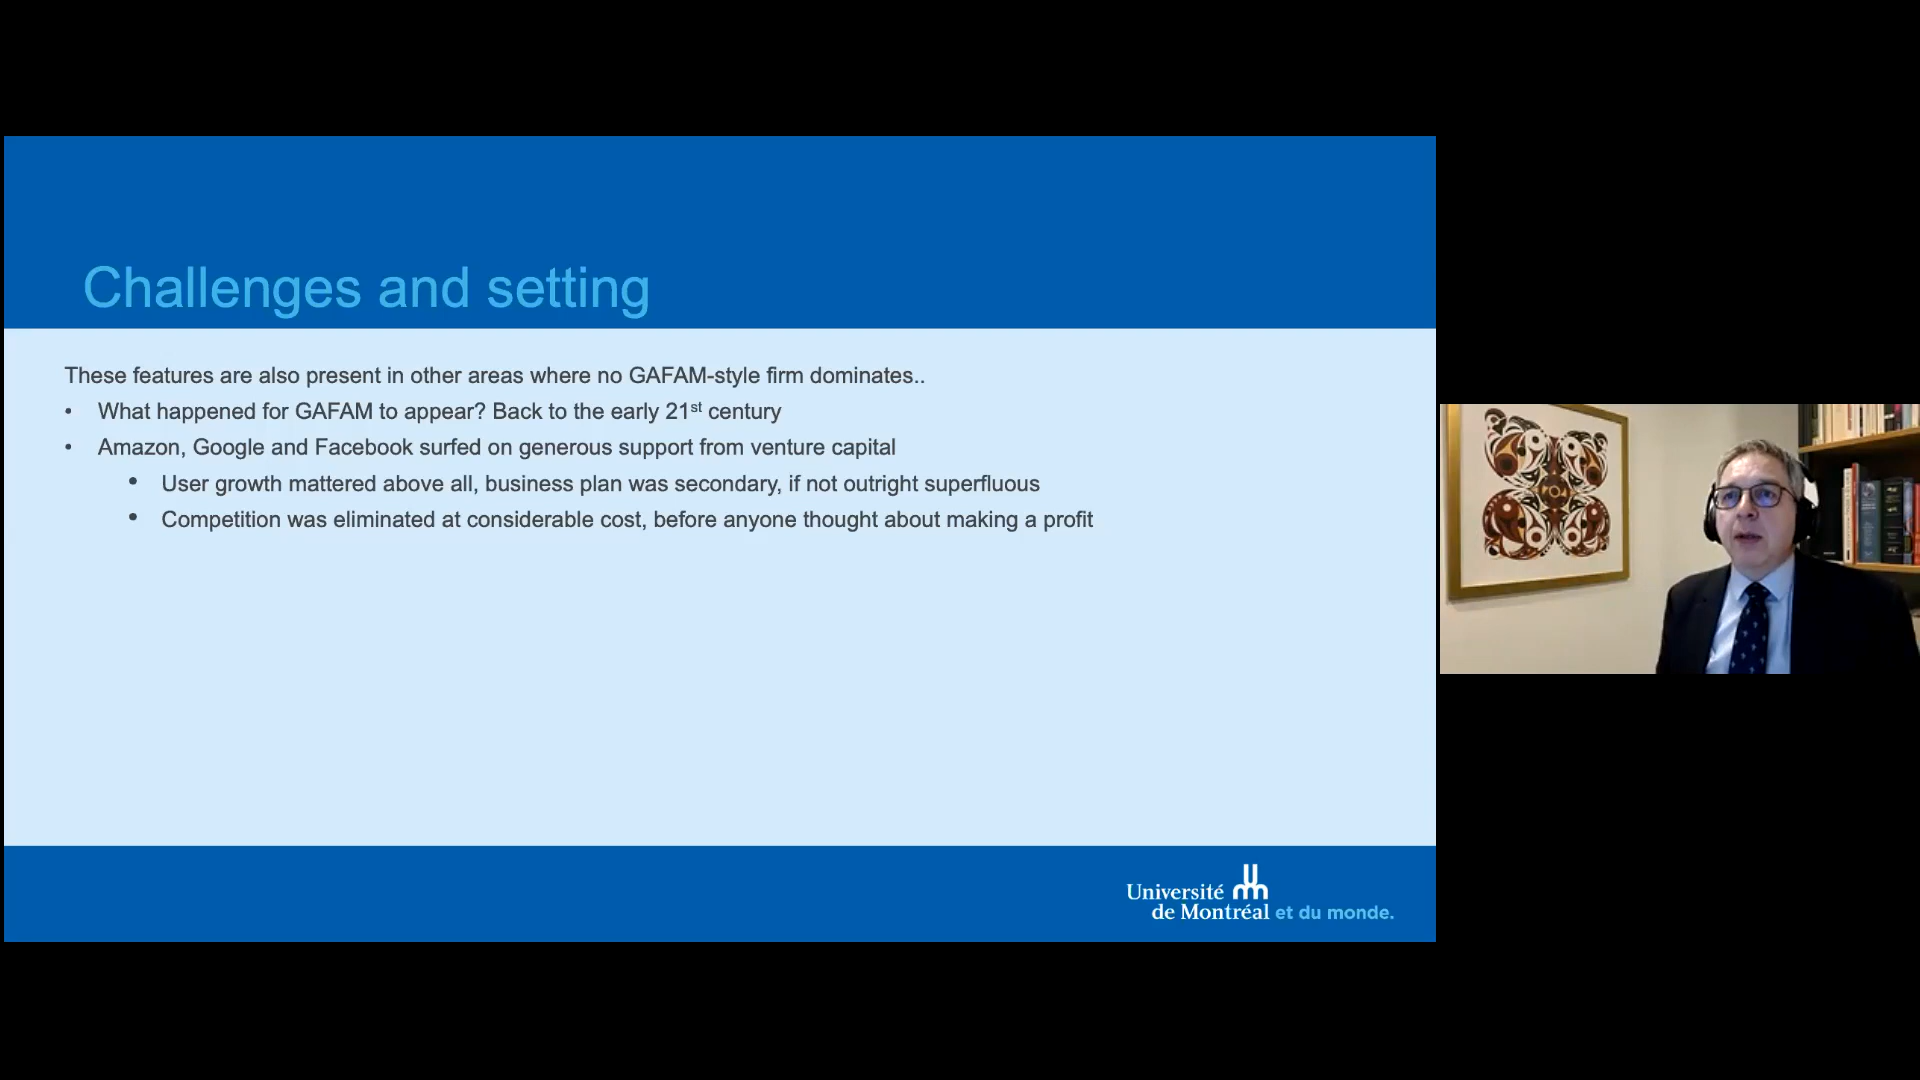 Challenges and setting
These features are also present in other areas where no GAFAM-style firm dominates..
• What happened for GAFAM to appear? Back to the early 21st century
• Amazon, Google and Facebook surfed on generous support from venture capital
• User growth mattered above all, business plan was secondary, if not outright superfluous
• Competition was eliminated at considerable cost, before anyone thought about making a profit
Université
de Montréal et du monde.